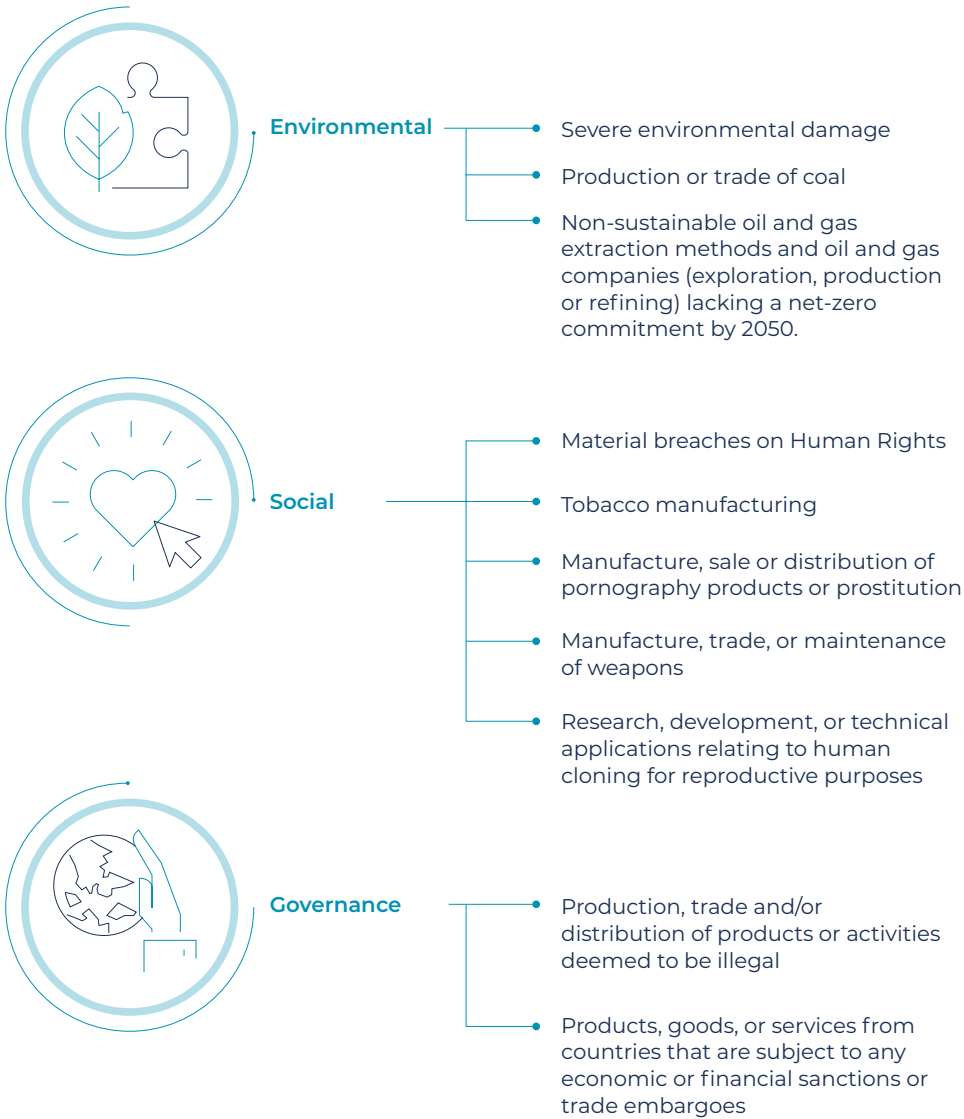 Environmental
Severe environmental damage
Production or trade of coal
Non-sustainable oil and gas
extraction methods and oil and gas
companies (exploration, production
or refining) lacking a net-zero
commitment by 2050.
Social
Material breaches on Human Rights
Tobacco manufacturing
Manufacture, sale or distribution of
pornography products or prostitution
Manufacture, trade, or maintenance
of weapons
Research, development, or technical
applications relating to human
cloning for reproductive purposes
Governance
Production, trade and/or
distribution of products or activities
deemed to be illegal
Products, goods, or services from
countries that are subject to any
economic or financial sanctions or
trade embargoes